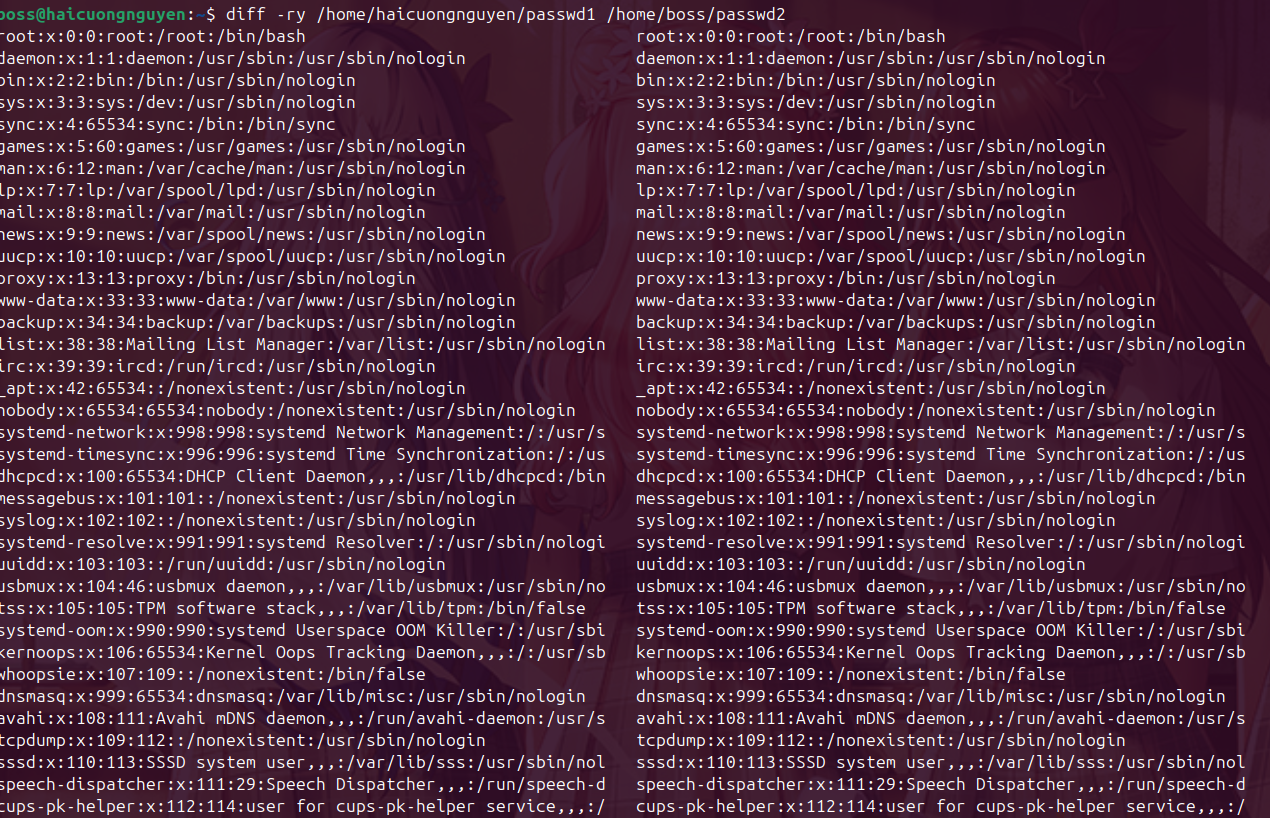 boss@haicuongnguyen:~$ diff -ry /home/haicuongnguyen/passwd1 /home/boss/passwd2
root:x:0:0:root:/root:/bin/bash root:x:0:0:root:/root:/bin/bash
daemon:x:1:1:daemon:/usr/sbin:/usr/sbin/nologin daemon:x:1:1:daemon:/usr/sbin:/usr/sbin/nologin
bin:x:2:2:bin:/bin:/usr/sbin/nologin bin:x:2:2:bin:/bin:/usr/sbin/nologin
sys:x:3:3:sys:/dev:/usr/sbin/nologin sys:x:3:3:sys:/dev:/usr/sbin/nologin
sync:x:4:65534:sync:/bin:/bin/sync sync:x:4:65534:sync:/bin:/bin/sync
games:x:5:60:games:/usr/games:/usr/sbin/nologin games:x:5:60:games:/usr/games:/usr/sbin/nologin
man:x:6:12:man:/var/cache/man:/usr/sbin/nologin man:x:6:12:man:/var/cache/man:/usr/sbin/nologin
lp:x:7:7:lp:/var/spool/lpd:/usr/sbin/nologin lp:x:7:7:lp:/var/spool/lpd:/usr/sbin/nologin
mail:x:8:8:mail:/var/mail:/usr/sbin/nologin mail:x:8:8:mail:/var/mail:/usr/sbin/nologin
news:x:9:9:news:/var/spool/news:/usr/sbin/nologin news:x:9:9:news:/var/spool/news:/usr/sbin/nologin
uucp:x:10:10:uucp:/var/spool/uucp:/usr/sbin/nologin uucp:x:10:10:uucp:/var/spool/uucp:/usr/sbin/nologin
proxy:x:13:13:proxy:/bin:/usr/sbin/nologin proxy:x:13:13:proxy:/bin:/usr/sbin/nologin
www-data:x:33:33:www-data:/var/www:/usr/sbin/nologin www-data:x:33:33:www-data:/var/www:/usr/sbin/nologin
backup:x:34:34:backup:/var/backups:/usr/sbin/nologin backup:x:34:34:backup:/var/backups:/usr/sbin/nologin
list:x:38:38:Mailing List Manager:/var/list:/usr/sbin/nologin list:x:38:38:Mailing List Manager:/var/list:/usr/sbin/nologin
irc:x:39:39:ircd:/run/ircd:/usr/sbin/nologin irc:x:39:39:ircd:/run/ircd:/usr/sbin/nologin
_apt:x:42:65534::/nonexistent:/usr/sbin/nologin _apt:x:42:65534::/nonexistent:/usr/sbin/nologin
nobody:x:65534:65534:nobody:/nonexistent:/usr/sbin/nologin nobody:x:65534:65534:nobody:/nonexistent:/usr/sbin/nologin
systemd-network:x:998:998:systemd Network Management:/:/usr/s systemd-network:x:998:998:systemd Network Management:/:/usr/s
systemd-timesync:x:996:996:systemd Time Synchronization:/:/us systemd-timesync:x:996:996:systemd Time Synchronization:/:/us
dhcpcd:x:100:65534:DHCP Client Daemon,,,:/usr/lib/dhcpcd:/bin dhcpcd:x:100:65534:DHCP Client Daemon,,,:/usr/lib/dhcpcd:/bin
messagebus:x:101:101::/nonexistent:/usr/sbin/nologin messagebus:x:101:101::/nonexistent:/usr/sbin/nologin
syslog:x:102:102::/nonexistent:/usr/sbin/nologin syslog:x:102:102::/nonexistent:/usr/sbin/nologin
systemd-resolve:x:991:991:systemd Resolver:/:/usr/sbin/nologi systemd-resolve:x:991:991:systemd Resolver:/:/usr/sbin/nologi
uuidd:x:103:103::/run/uuidd:/usr/sbin/nologin uuidd:x:103:103::/run/uuidd:/usr/sbin/nologin
usbmux:x:104:46:usbmux daemon,,,:/var/lib/usbmux:/usr/sbin/no usbmux:x:104:46:usbmux daemon,,,:/var/lib/usbmux:/usr/sbin/no
tss:x:105:105:TPM software stack,,,:/var/lib/tpm:/bin/false tss:x:105:105:TPM software stack,,,:/var/lib/tpm:/bin/false
systemd-oom:x:990:990:systemd Userspace OOM Killer:/:/usr/sbi systemd-oom:x:990:990:systemd Userspace OOM Killer:/:/usr/sbi
kernoops:x:106:65534:Kernel Oops Tracking Daemon,,,:/:/usr/sb kernoops:x:106:65534:Kernel Oops Tracking Daemon,,,:/:/usr/sb
whoopsie:x:107:109::/nonexistent:/bin/false whoopsie:x:107:109::/nonexistent:/bin/false
dnsmasq:x:999:65534:dnsmasq:/var/lib/misc:/usr/sbin/nologin dnsmasq:x:999:65534:dnsmasq:/var/lib/misc:/usr/sbin/nologin
avahi:x:108:111:Avahi mDNS daemon,,,:/run/avahi-daemon:/usr/s avahi:x:108:111:Avahi mDNS daemon,,,:/run/avahi-daemon:/usr/s
tcpdump:x:109:112::/nonexistent:/usr/sbin/nologin tcpdump:x:109:112::/nonexistent:/usr/sbin/nologin
sssd:x:110:113:SSSD system user,,,:/var/lib/sss:/usr/sbin/nol sssd:x:110:113:SSSD system user,,,:/var/lib/sss:/usr/sbin/nol
speech-dispatcher:x:111:29:Speech Dispatcher,,,:/run/speech-d speech-dispatcher:x:111:29:Speech Dispatcher,,,:/run/speech-d
cups-pk-helper:x:112:114:user for cups-pk-helper service,,,:/ cups-pk-helper:x:112:114:user for cups-pk-helper service,,,:/